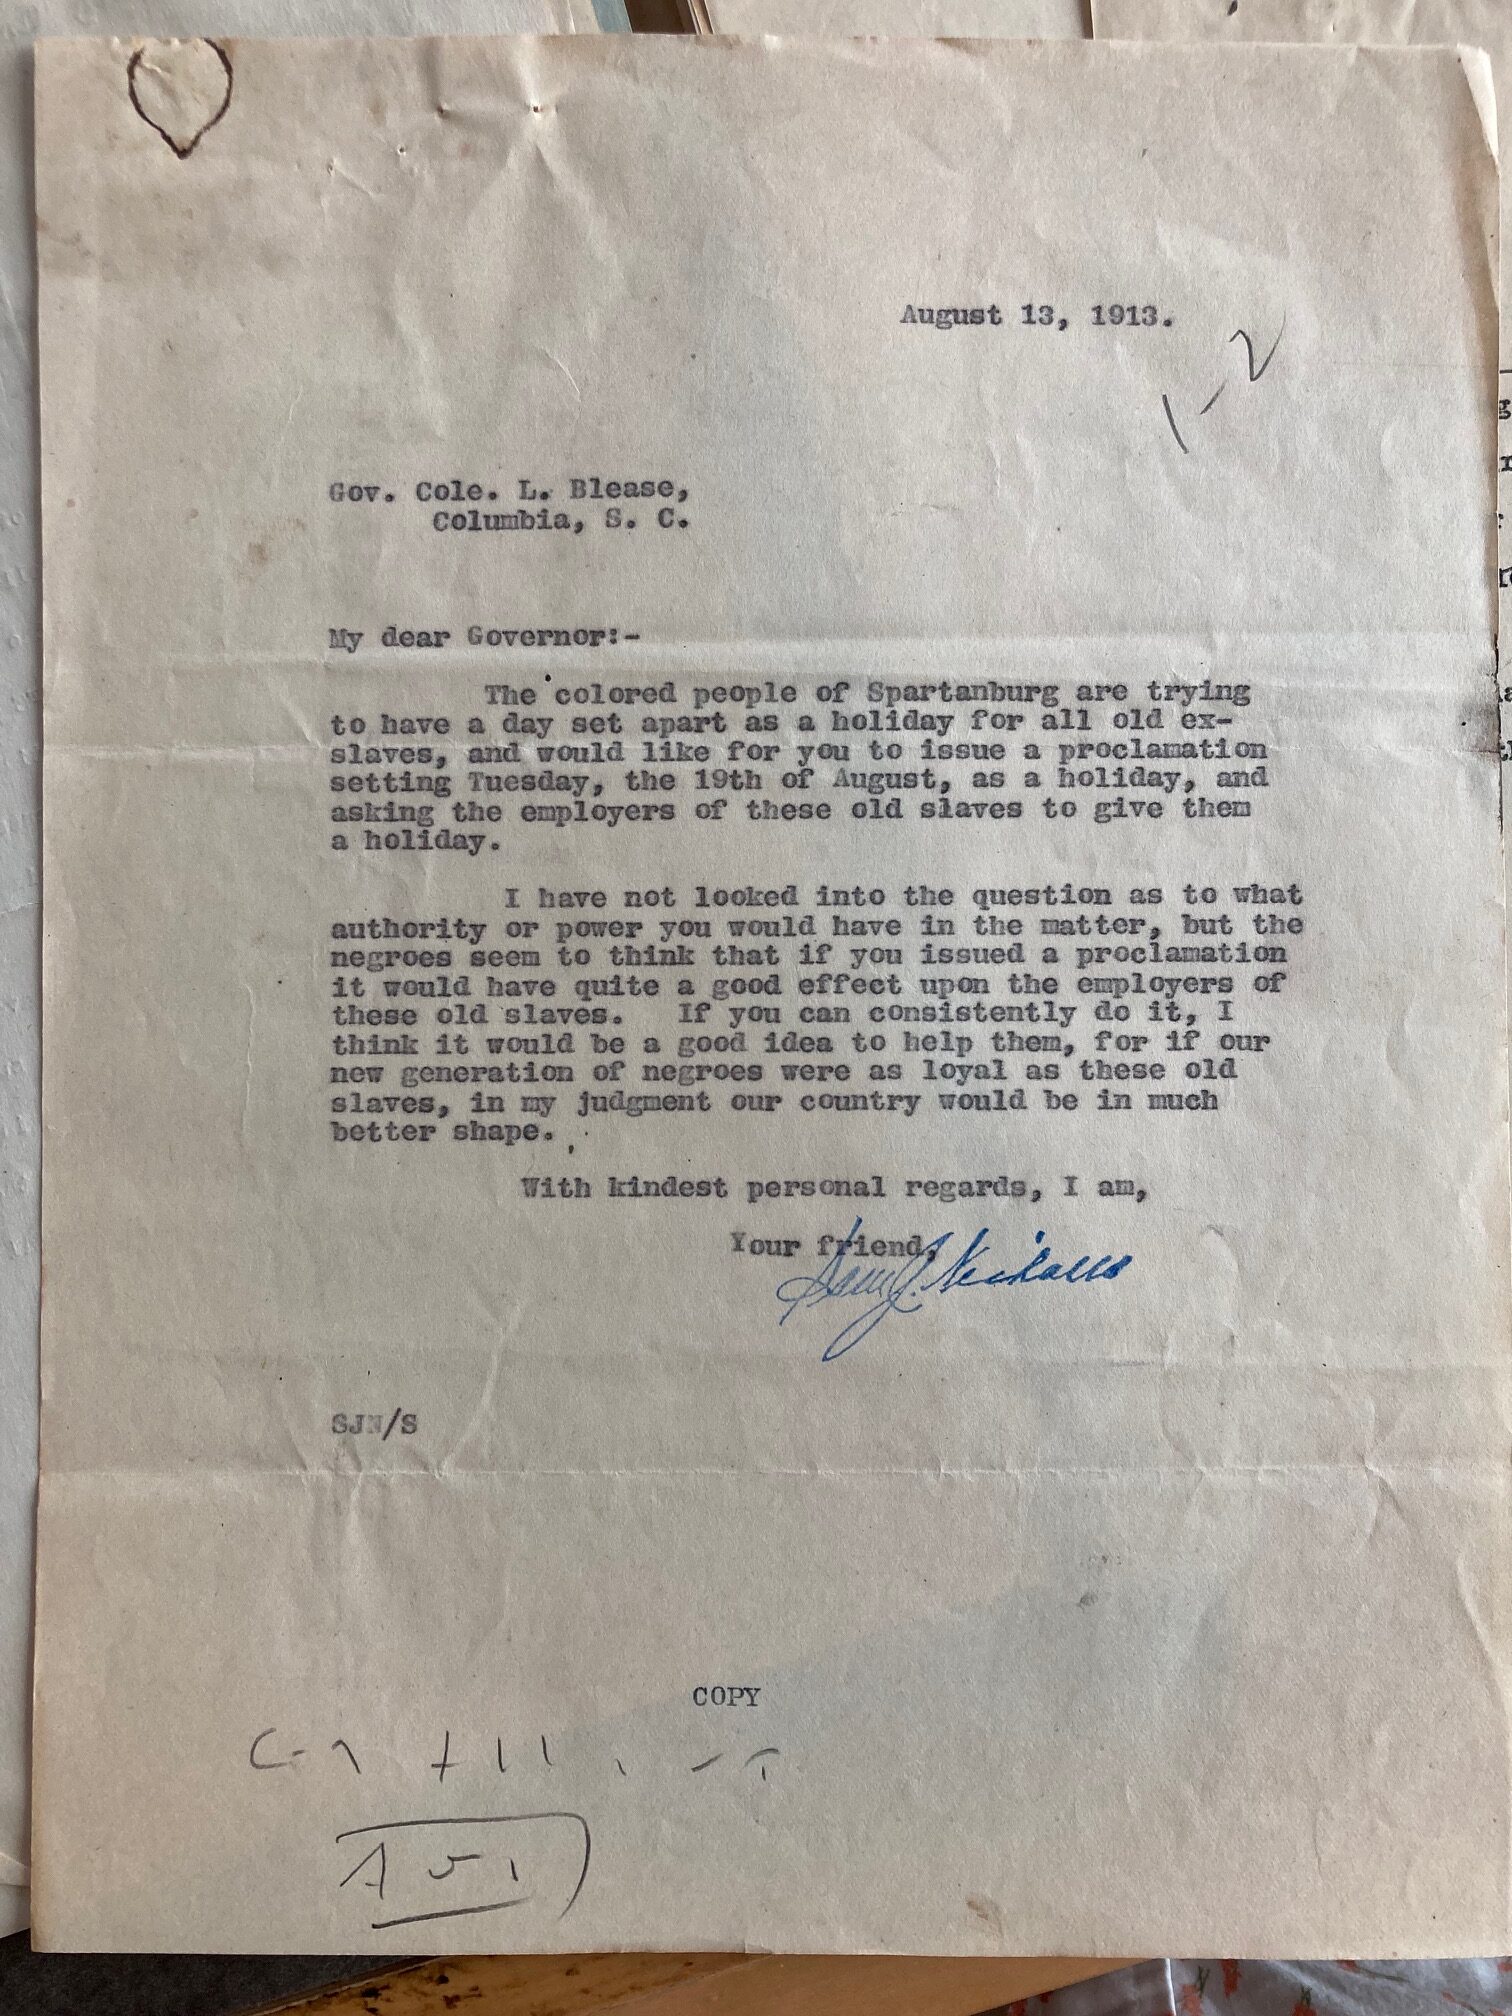 August 13, 1913.
1-2
Gov. Cole. L. Blease,
Columbia, S. C.
My dear Governor:-
The colored people of Spartanburg are trying
to have a day set apart as a holiday for all old ex-
slaves, and would like for you to issue a proclamation
setting Tuesday, the 19th of August, as a holiday, and
asking the employers of these old slaves to give them
a holiday.
I have not looked into the question as to what
authority or power you would have in the matter, but the
negroes seem to think that if you issued a proclamation
it would have quite a good effect upon the employers of
these old slaves. If you can consistently do it, I
think it would be a good idea to help them, for if our
new generation of negroes were as loyal as these old
slaves, in my judgment our country would be in much
better shape.
With kindest personal regards, I am,
Your friend,
Sam J. Nicholls
SJN/S
COPY